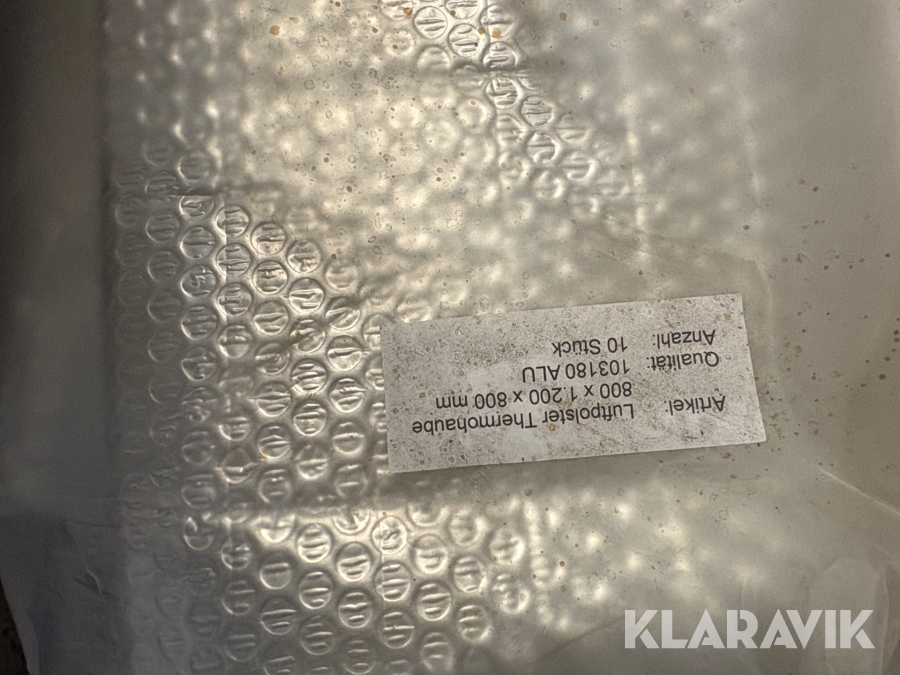 Artikel: Luftpolster Thermohaube
800 x 1.200 x 800 mm
Qualität: 103180 ALU
Anzahl: 10 Stück
KLARAVIK